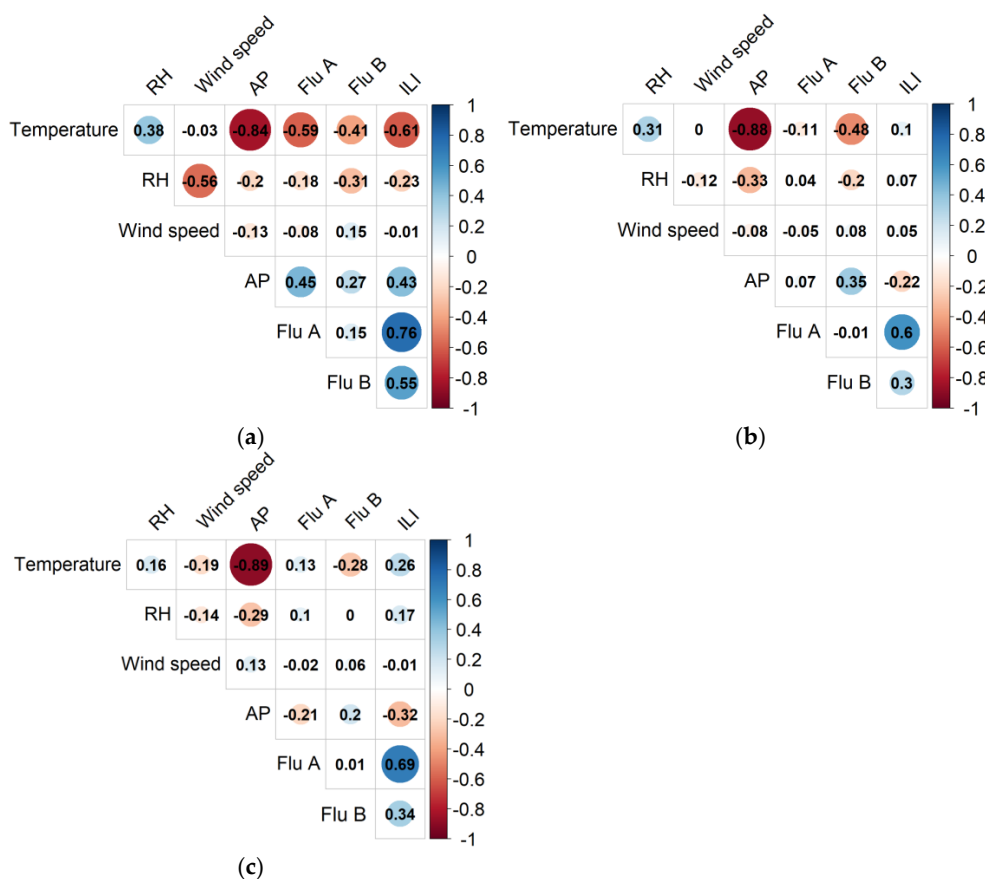 RH Wind speed AP Flu A Flu B ILI
Temperature 0.38 -0.03 -0.84 -0.59 -0.41 -0.61
RH -0.56 -0.2 -0.18 -0.31 -0.23
Wind speed -0.13 -0.08 0.15 -0.01
AP 0.45 0.27 0.43
Flu A 0.15 0.76
Flu B 0.55
1
0.8
0.6
0.4
0.2
0
-0.2
-0.4
-0.6
-0.8
-1
(a)
RH Wind speed AP Flu A Flu B ILI
Temperature 0.31 0 -0.88 -0.11 -0.48 0.1
RH -0.12 -0.33 0.04 -0.2 0.07
Wind speed -0.08 -0.05 0.08 0.05
AP 0.07 0.35 -0.22
Flu A -0.01 0.6
Flu B 0.3
1
0.8
0.6
0.4
0.2
0
-0.2
-0.4
-0.6
-0.8
-1
(b)
RH Wind speed AP Flu A Flu B ILI
Temperature 0.16 -0.19 -0.89 0.13 -0.28 0.26
RH -0.14 -0.29 0.1 0 0.17
Wind speed 0.13 -0.02 0.06 -0.01
AP -0.21 0.2 -0.32
Flu A 0.01 0.69
Flu B 0.34
1
0.8
0.6
0.4
0.2
0
-0.2
-0.4
-0.6
-0.8
-1
(c)